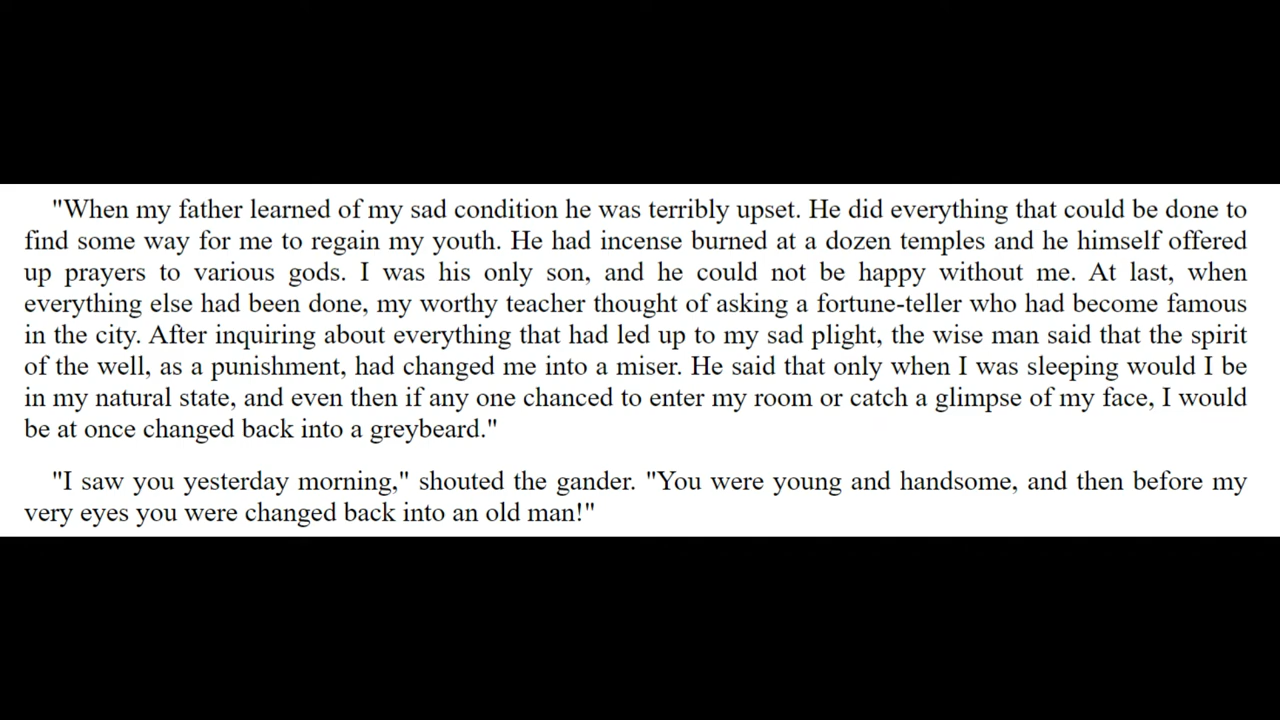 "When my father learned of my sad condition he was terribly upset. He did everything that could be done to
find some way for me to regain my youth. He had incense burned at a dozen temples and he himself offered
up prayers to various gods. I was his only son, and he could not be happy without me. At last, when
everything else had been done, my worthy teacher thought of asking a fortune-teller who had become famous
in the city. After inquiring about everything that had led up to my sad plight, the wise man said that the spirit
of the well, as a punishment, had changed me into a miser. He said that only when I was sleeping would I be
in my natural state, and even then if any one chanced to enter my room or catch a glimpse of my face, I would
be at once changed back into a greybeard."
"I saw you yesterday morning," shouted the gander. "You were young and handsome, and then before my
very eyes you were changed back into an old man!"